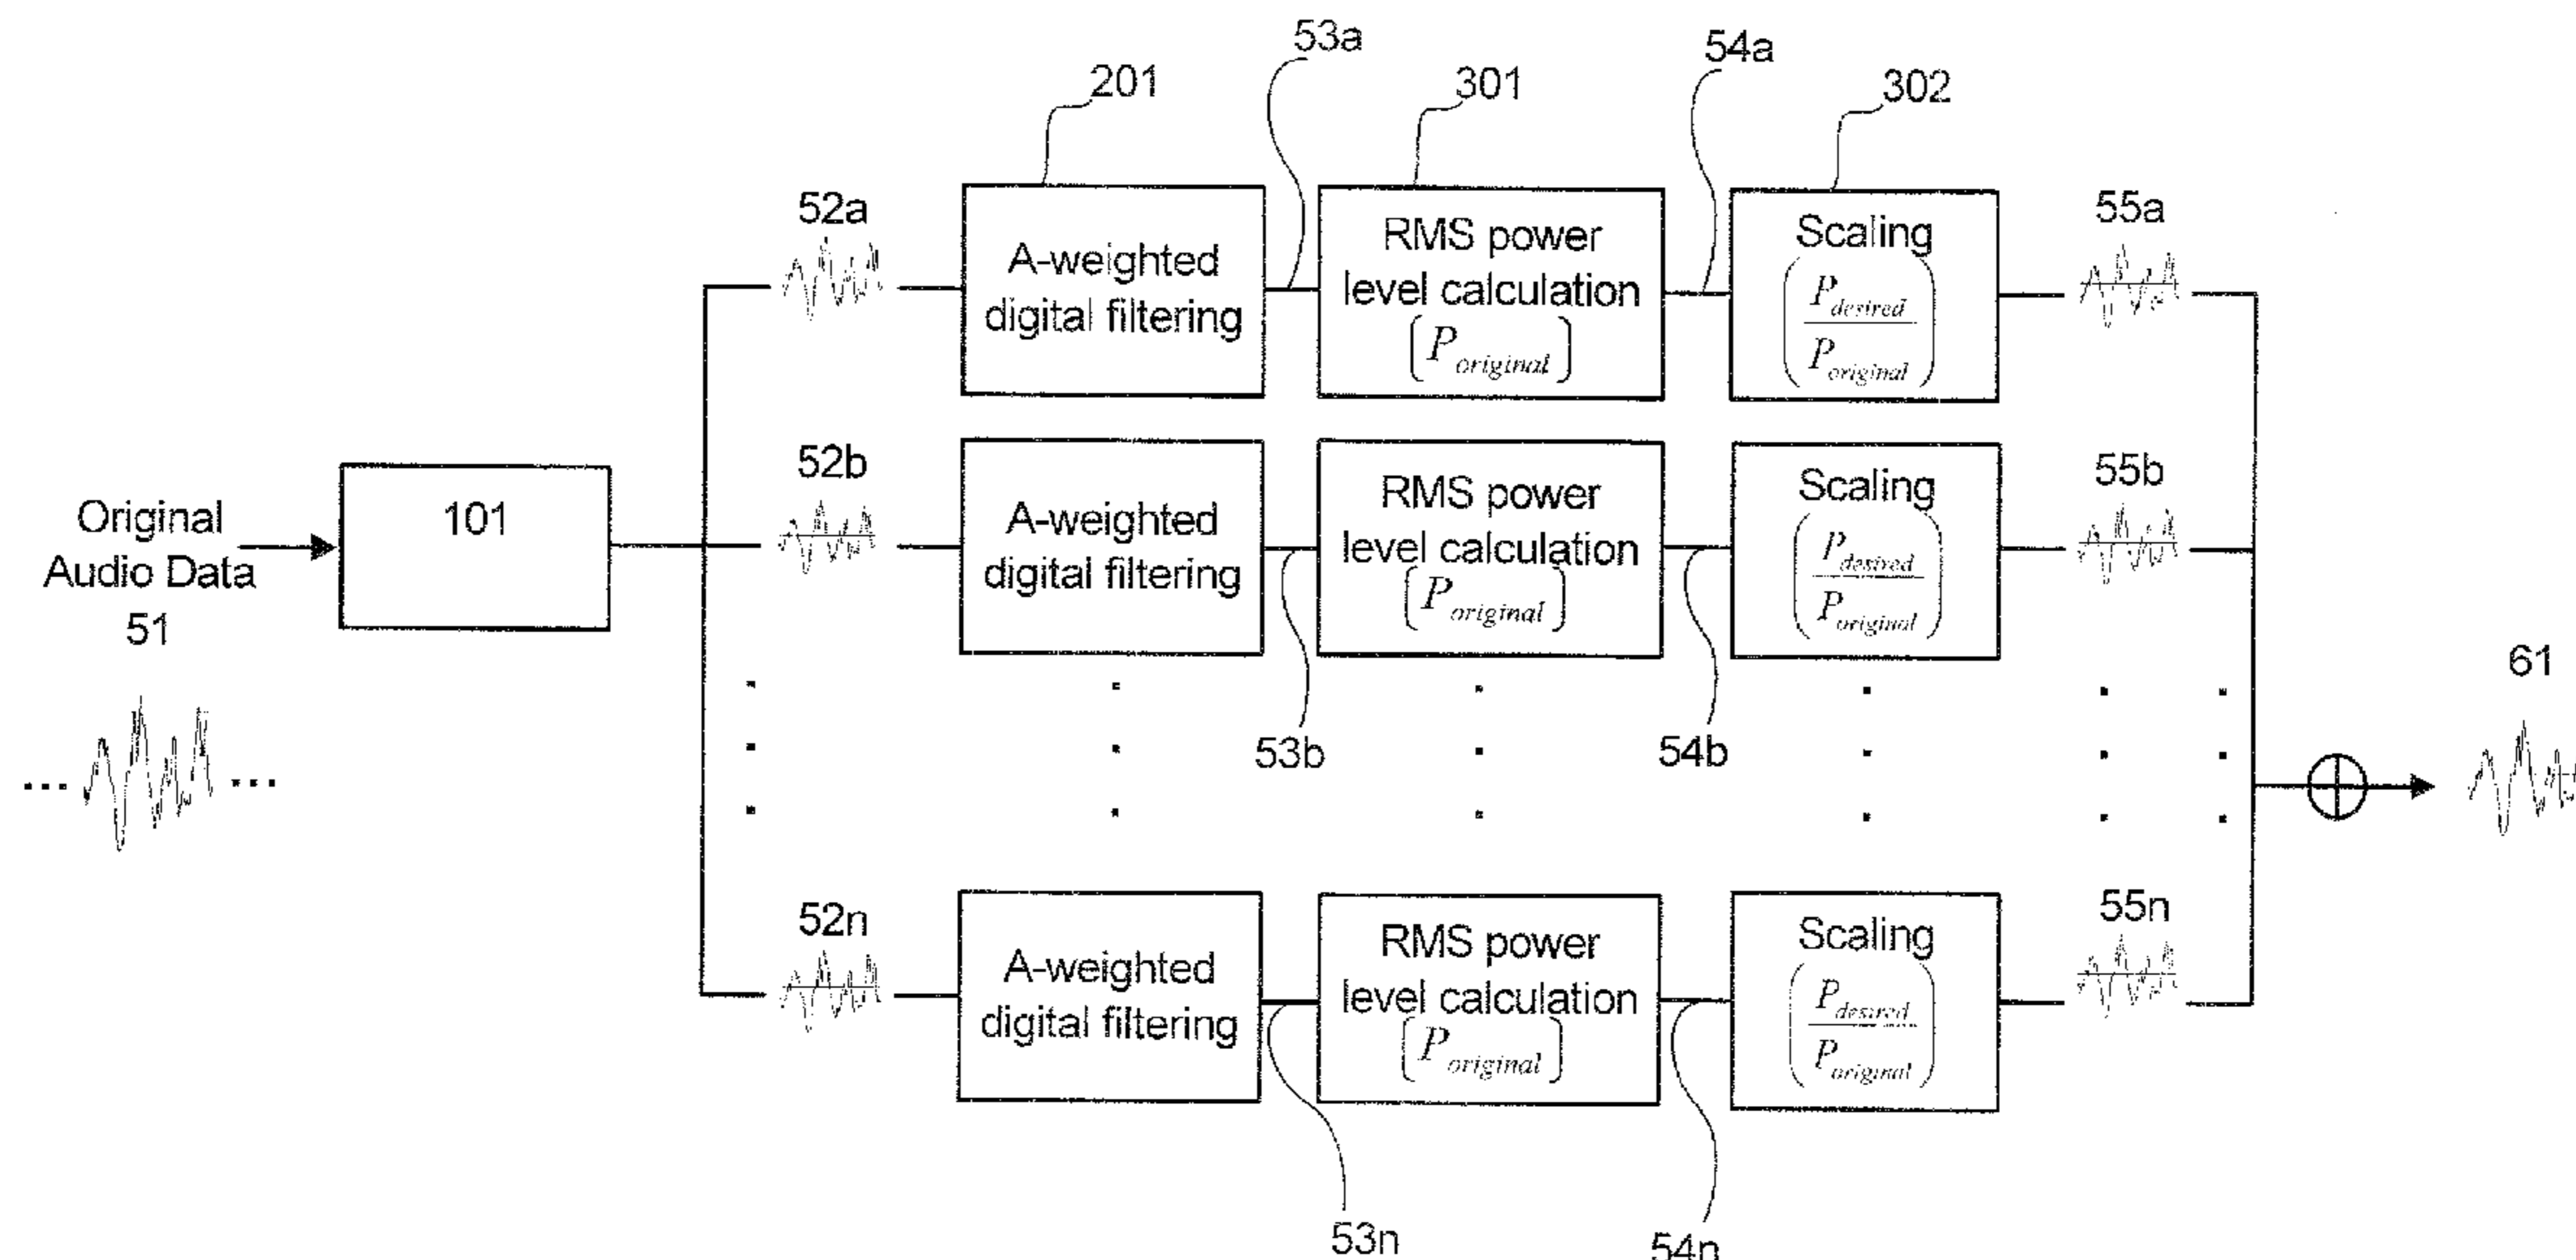 53a
54a
201
301
302
52a
A-weighted
digital filtering
RMS power
level calculation
[P original]
Scaling
(P desired
P original)
55a
Original
Audio Data
51
101
52b
A-weighted
digital filtering
RMS power
level calculation
[P original]
Scaling
(P desired
P original)
55b
61
...
...
53b
54b
52n
A-weighted
digital filtering
RMS power
level calculation
[P original]
Scaling
(P desired
P original)
55n
53n
54n